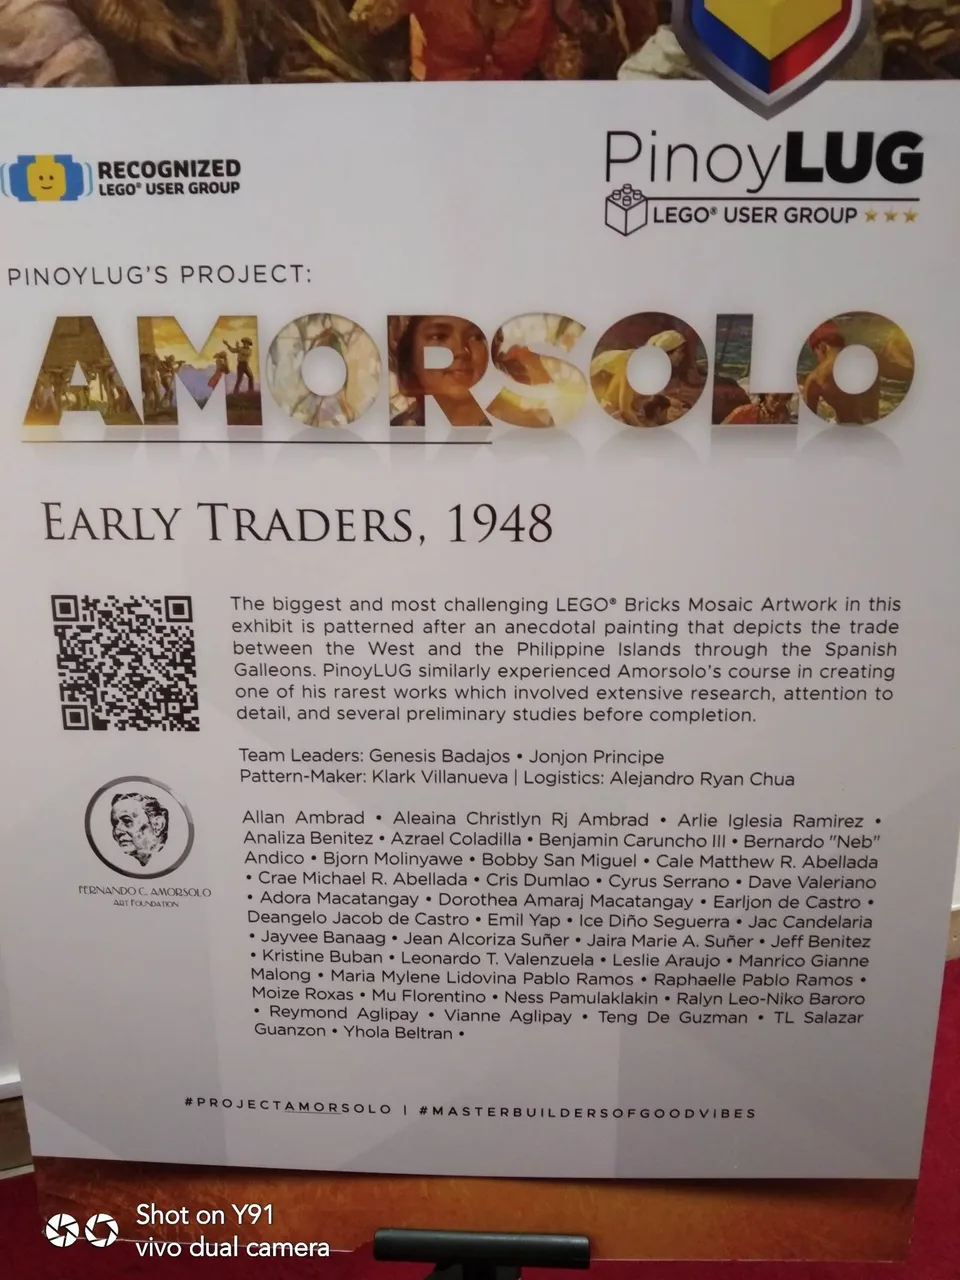 RECOGNIZED
LEGO® USER GROUP
PinoyLUG
LEGO® USER GROUP
PINOYLUG'S PROJECT:
AMORSOLO
EARLY TRADERS, 1948
The biggest and most challenging LEGO® Bricks Mosaic Artwork in this
exhibit is patterned after an anecdotal painting that depicts the trade
between the West and the Philippine Islands through the Spanish
Galleons. PinoyLUG similarly experienced Amorsolo's course in creating
one of his rarest works which involved extensive research, attention to
detail, and several preliminary studies before completion.
Team Leaders: Genesis Badajos • Jonjon Principe
Pattern-Maker: Klark Villanueva | Logistics: Alejandro Ryan Chua
Allan Ambrad • Aleaina Christlyn Rj Ambrad • Arlie Iglesia Ramirez •
Analiza Benitez • Azrael Coladilla • Benjamin Caruncho III • Bernardo "Neb"
Andico • Bjorn Molinyawe • Bobby San Miguel • Cale Matthew R. Abellada
• Crae Michael R. Abellada • Cris Dumlao • Cyrus Serrano • Dave Valeriano
• Adora Macatangay • Dorothea Amaraj Macatangay • Earljon de Castro •
Deangelo Jacob de Castro • Emil Yap • Ice Diño Seguerra • Jac Candelaria
• Jayvee Banaag • Jean Alcoriza Suñer • Jaira Marie A. Suñer • Jeff Benitez
• Kristine Buban • Leonardo T. Valenzuela • Leslie Araujo • Manrico Gianne
Malong • Maria Mylene Lidovina Pablo Ramos • Raphaelle Pablo Ramos •
Moize Roxas • Mu Florentino • Ness Pamulaklakin • Ralyn Leo-Niko Baroro
• Reymond Aglipay • Vianne Aglipay • Teng De Guzman • TL Salazar
Guanzon • Yhola Beltran •
FERNANDO C. AMORSOLO
ART FOUNDATION
#PROJECTAMORSOLO | #MASTERBUILDERSOFGOODVIBES
Shot on Y91
vivo dual camera